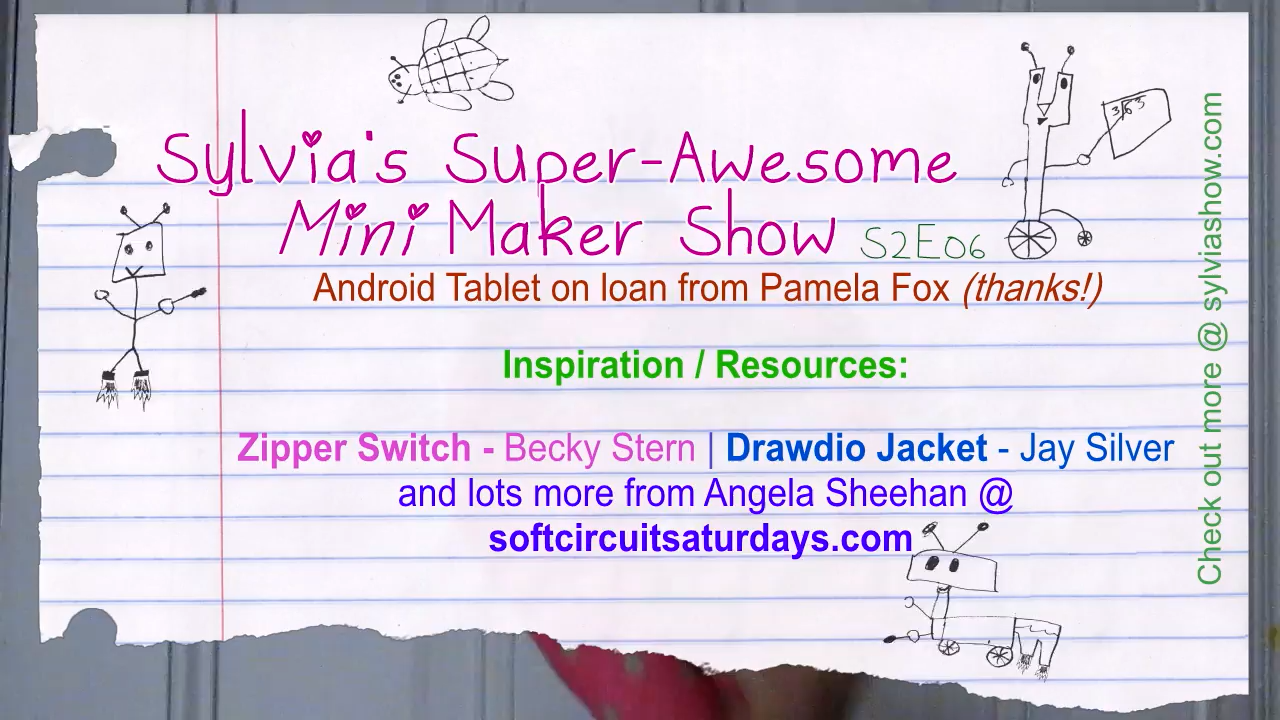 Sylvia's Super-Awesome
Mini Maker Show S2E06
Android Tablet on loan from Pamela Fox (thanks!)
Inspiration / Resources:
Zipper Switch - Becky Stern | Drawdio Jacket - Jay Silver
and lots more from Angela Sheehan @
softcircuitsaturdays.com
Check out more @ sylviashow.com